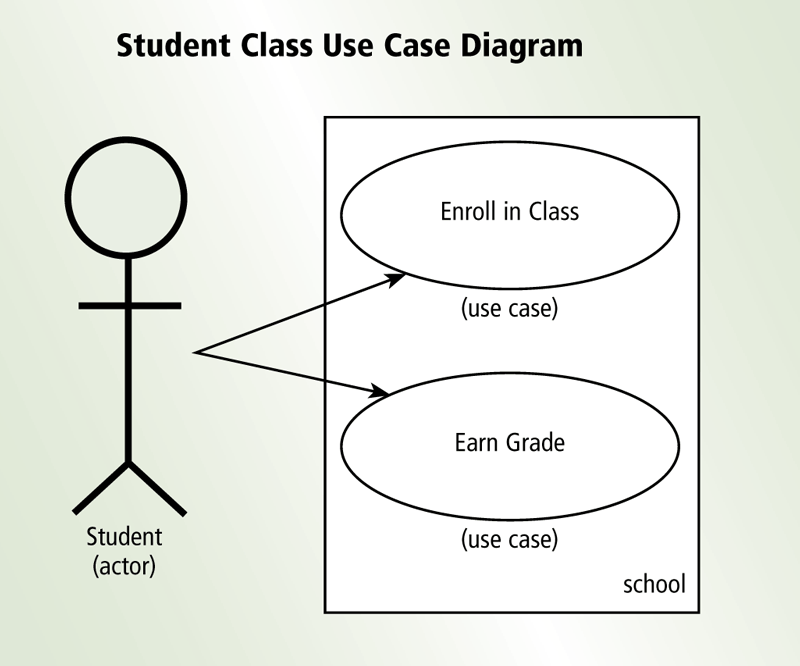 Student Class Use Case Diagram
Enroll in Class
(use case)
Earn Grade
(use case)
school
Student
(actor)